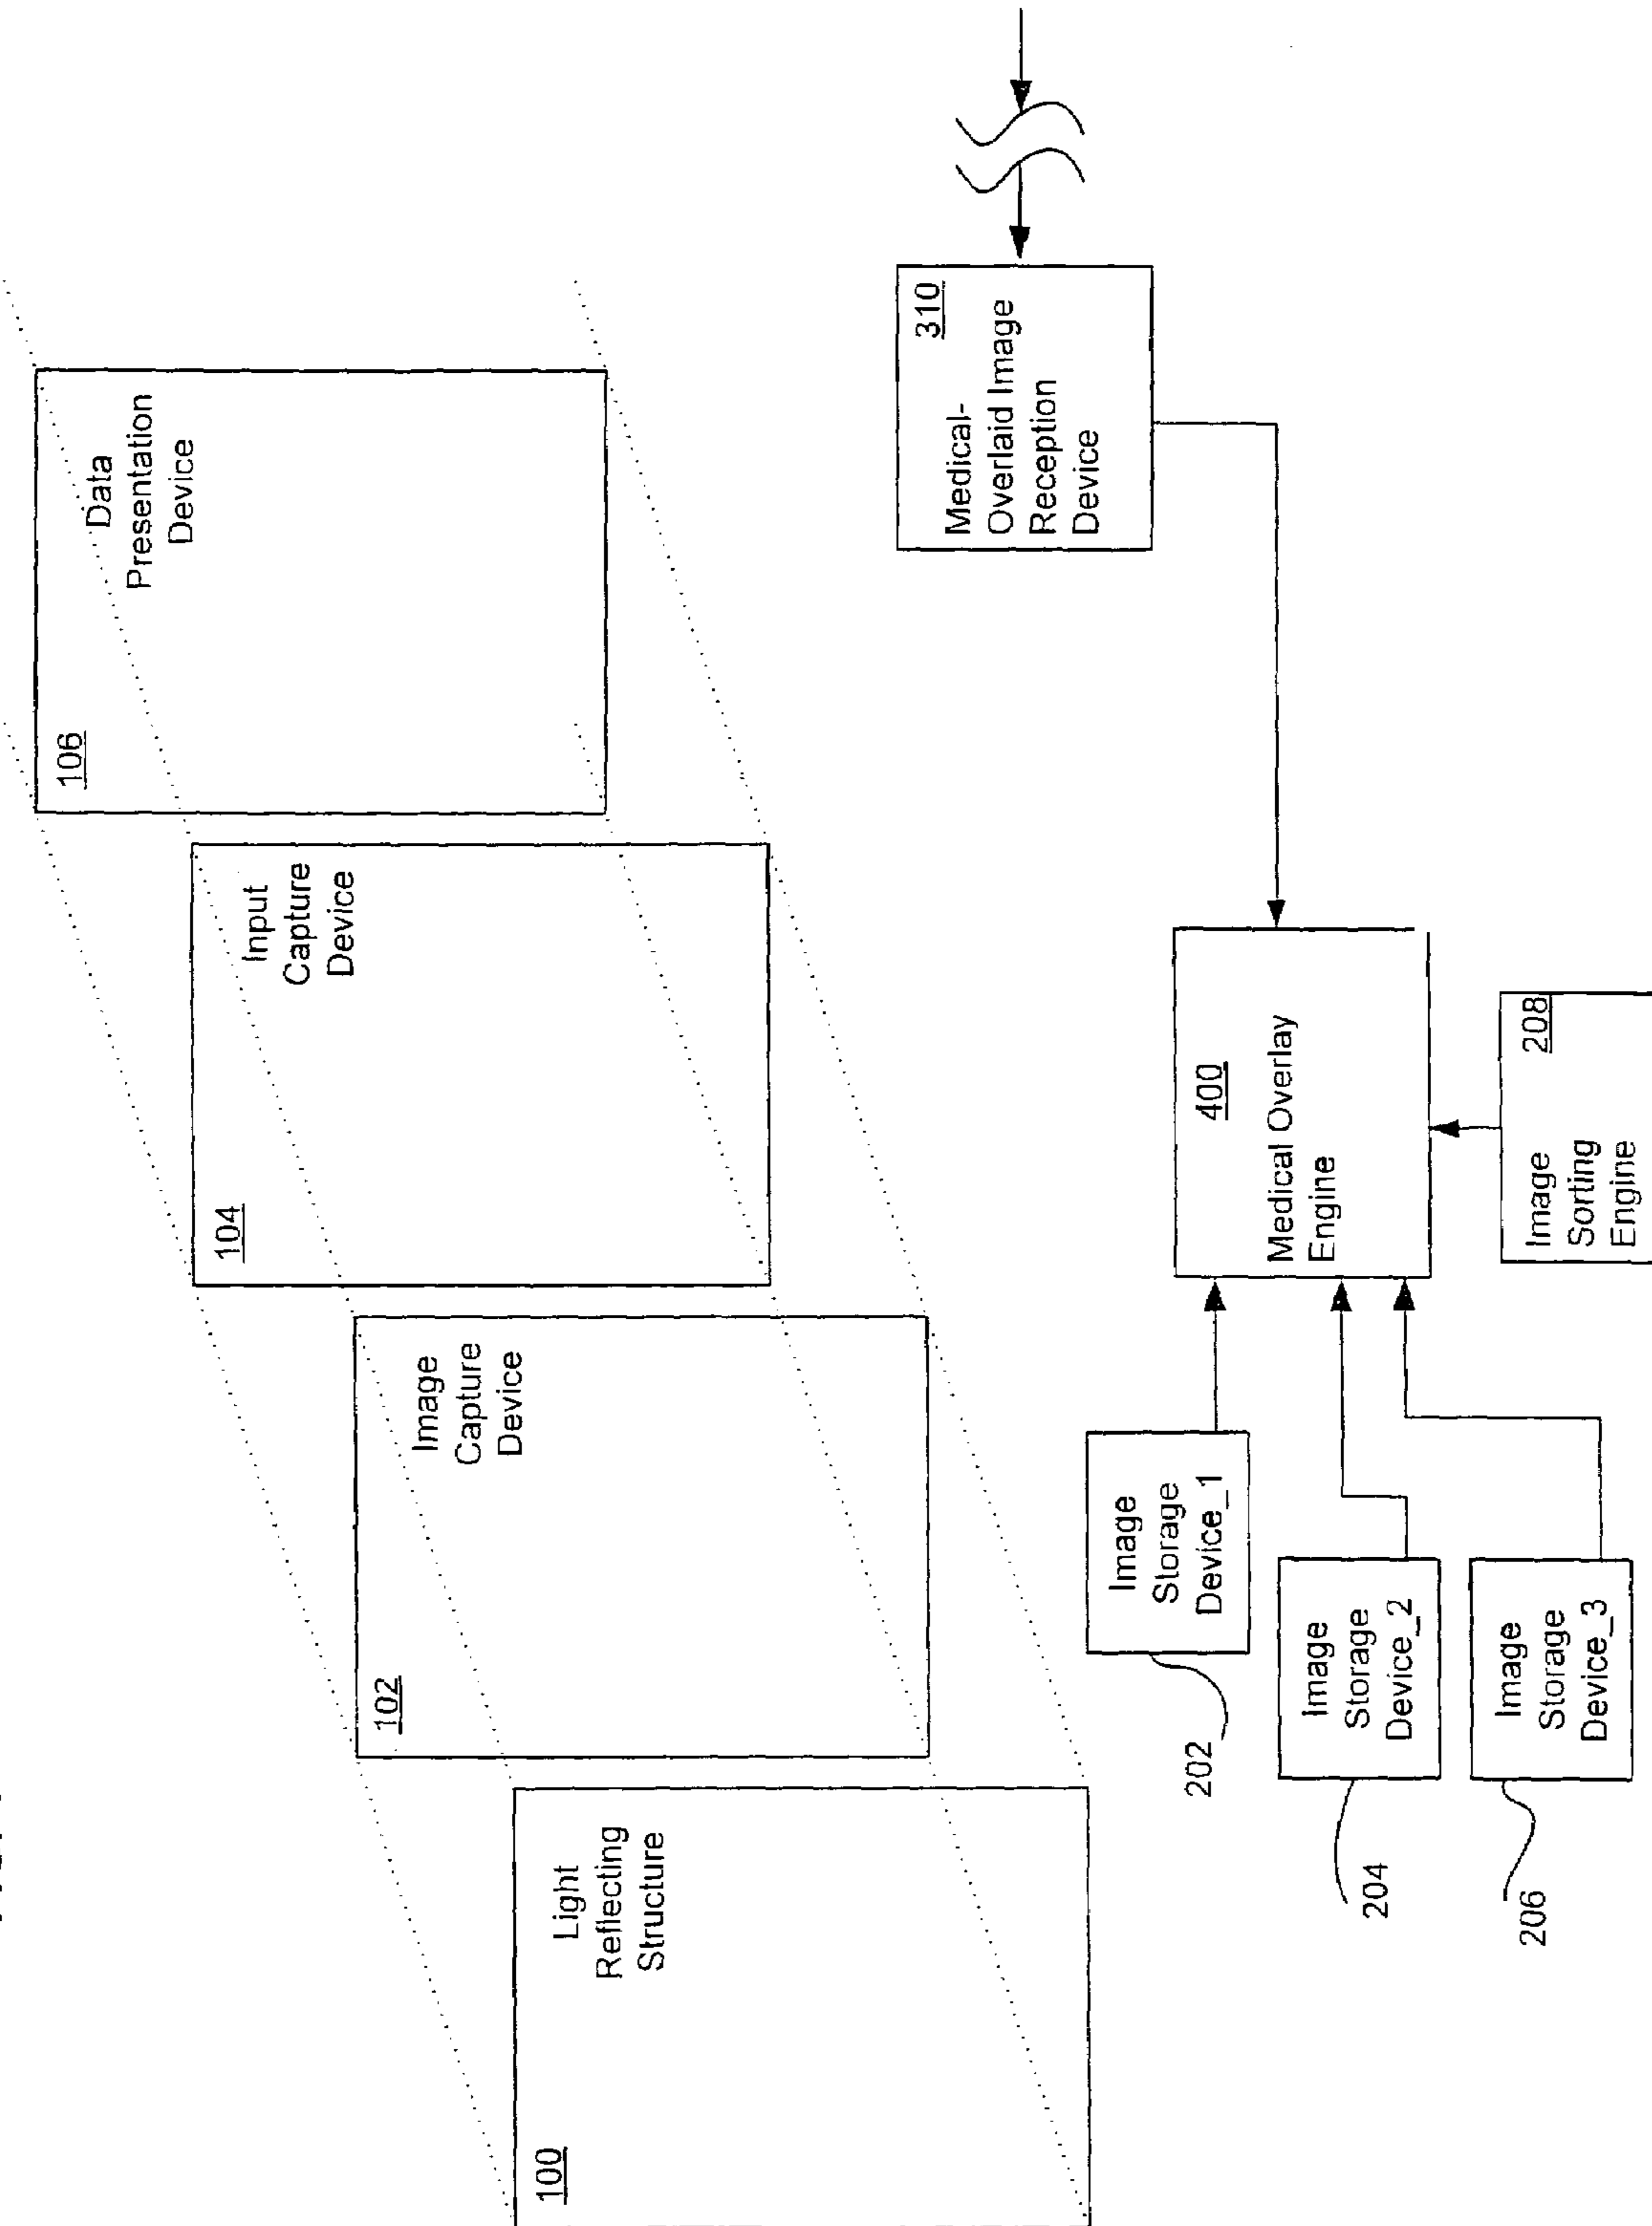 106
Data
Presentation
Device
104
Input
Capture
Device
102
Image
Capture
Device
100
Light
Reflecting
Structure
310
Medical-
Overlaid Image
Reception
Device
Image
Storage
Device_1
202
400
Medical Overlay
Engine
Image
Storage
Device_2
204
Image
Storage
Device_3
206
208
Image
Sorting
Engine